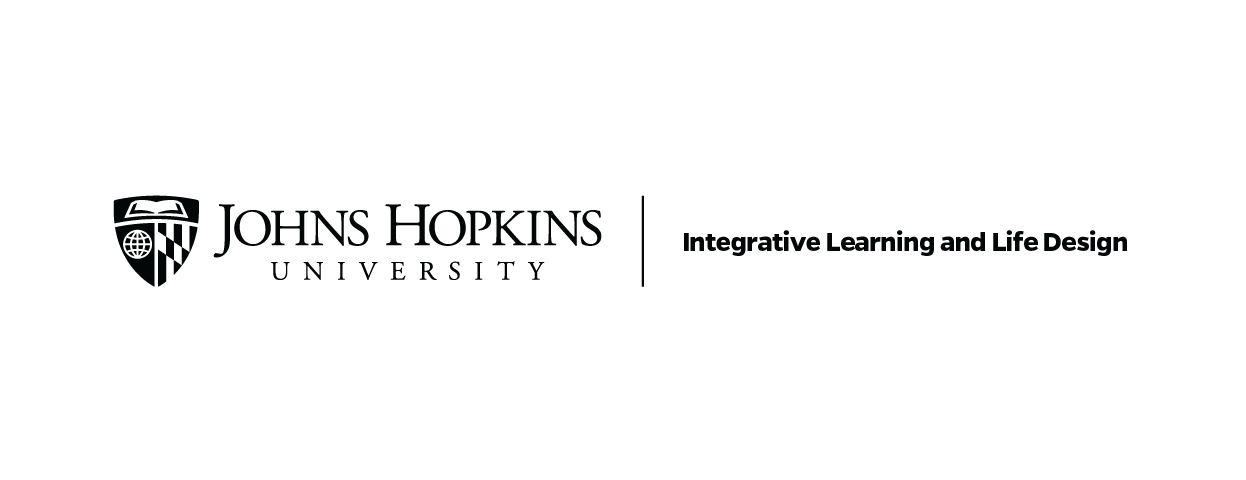 Johns Hopkins
UNIVERSITY
Integrative Learning and Life Design